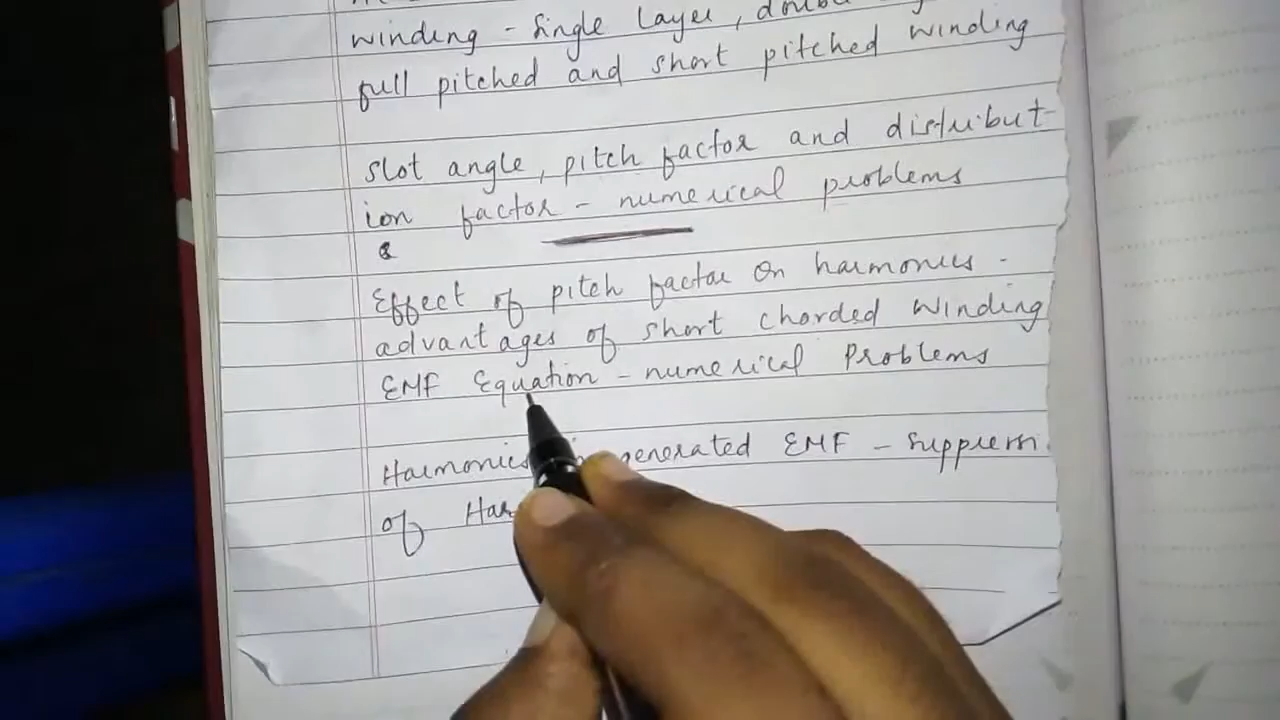 winding - Single layer,
full pitched and short pitched winding
Slot angle, pitch factor and distribut-
ion factor - numerical problems
&
Effect of pitch factor on harmonics -
advantages of short chorded winding
EMF Equation - numerical Problems
Harmonics generated EMF -
of